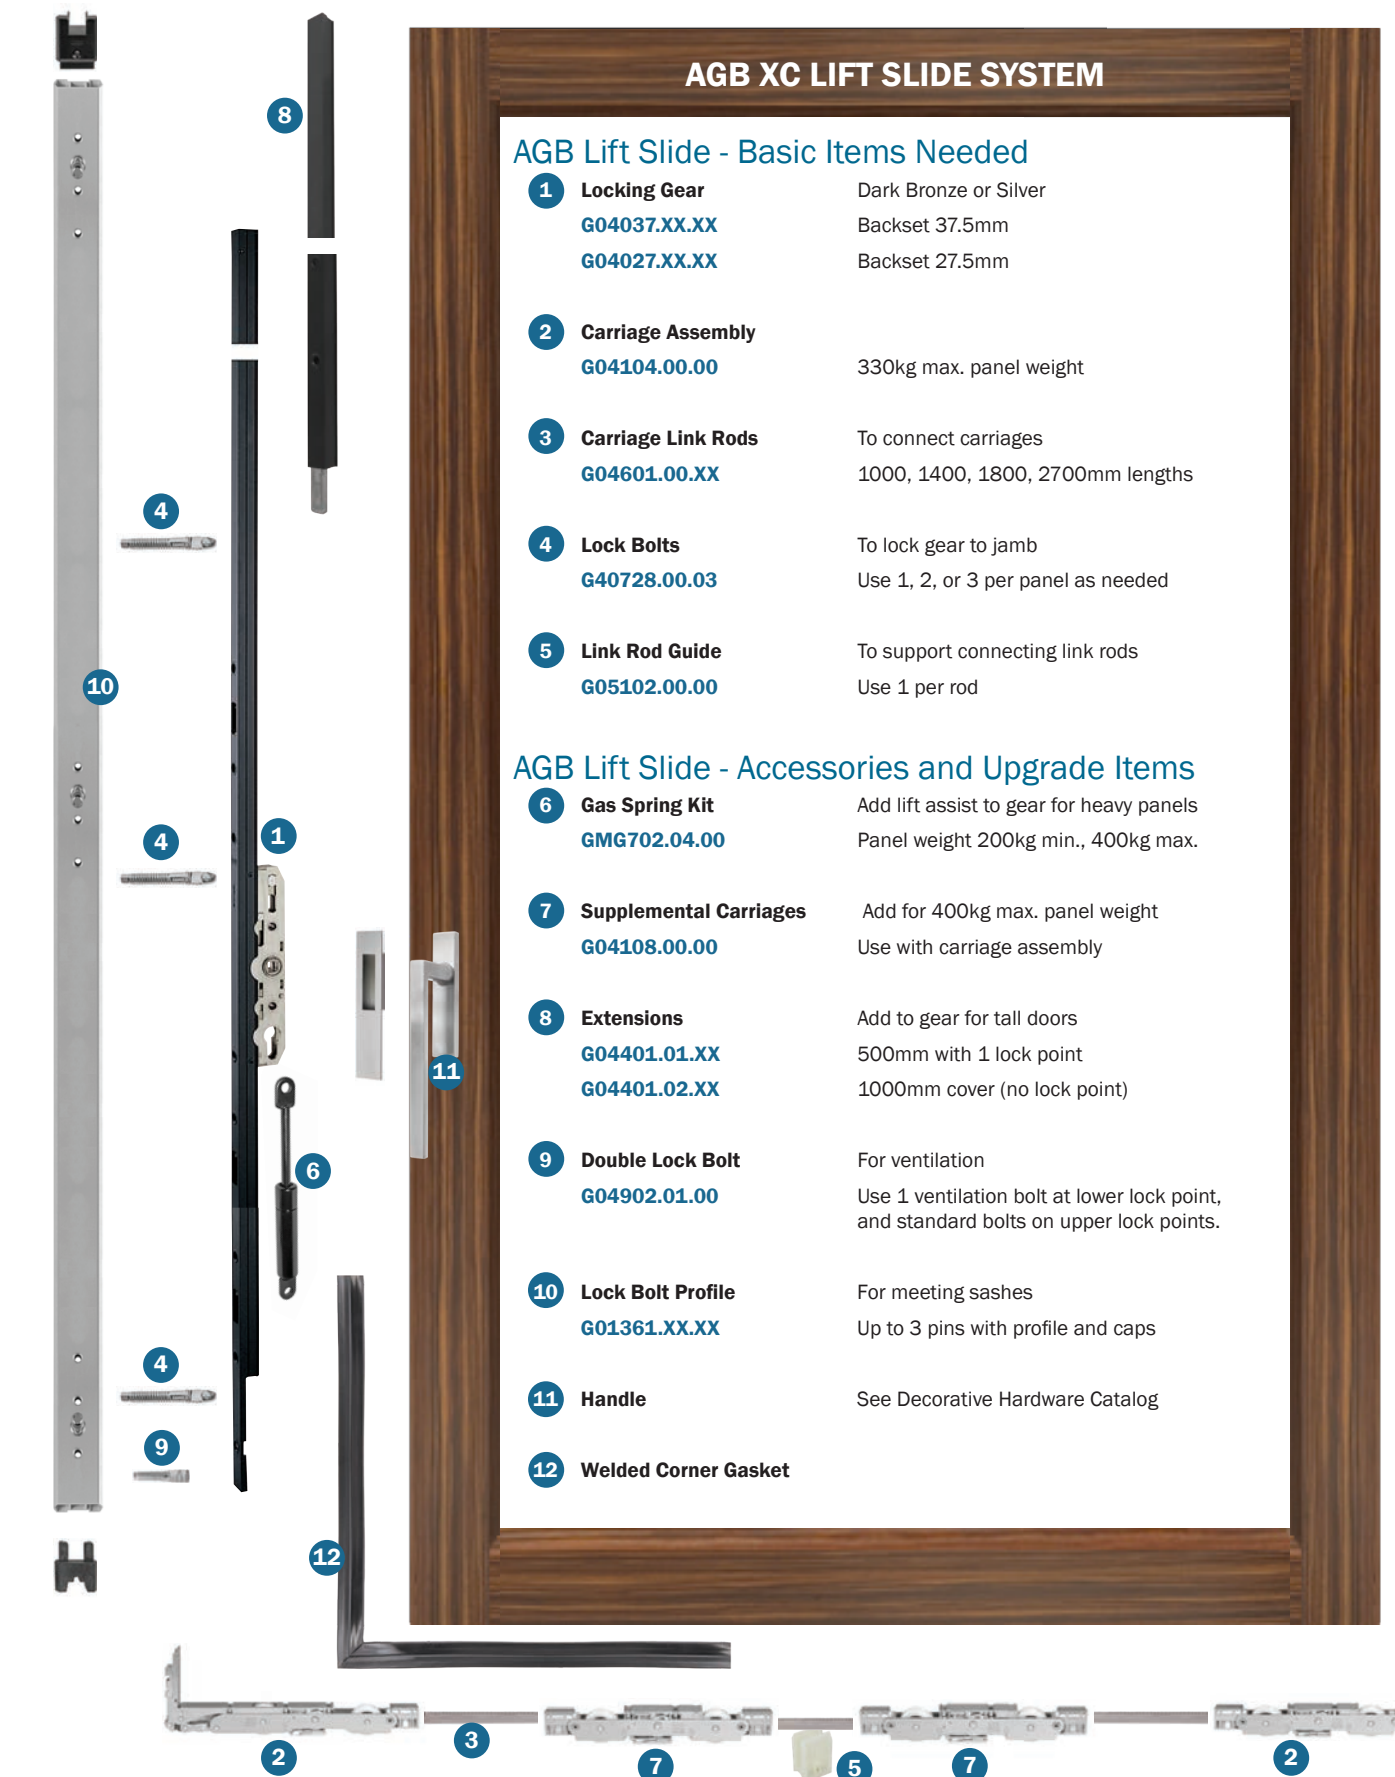 AGB XC LIFT SLIDE SYSTEM
AGB Lift Slide - Basic Items Needed
1 Locking Gear Dark Bronze or Silver
G04037.XX.XX Backset 37.5mm
G04027.XX.XX Backset 27.5mm
2 Carriage Assembly
G04104.00.00 330kg max. panel weight
3 Carriage Link Rods To connect carriages
G04601.00.XX 1000, 1400, 1800, 2700mm lengths
4 Lock Bolts To lock gear to jamb
G40728.00.03 Use 1, 2, or 3 per panel as needed
5 Link Rod Guide To support connecting link rods
G05102.00.00 Use 1 per rod
AGB Lift Slide - Accessories and Upgrade Items
6 Gas Spring Kit Add lift assist to gear for heavy panels
GMG702.04.00 Panel weight 200kg min., 400kg max.
7 Supplemental Carriages Add for 400kg max. panel weight
G04108.00.00 Use with carriage assembly
8 Extensions Add to gear for tall doors
G04401.01.XX 500mm with 1 lock point
G04401.02.XX 1000mm cover (no lock point)
9 Double Lock Bolt For ventilation
G04902.01.00 Use 1 ventilation bolt at lower lock point,
and standard bolts on upper lock points.
10 Lock Bolt Profile For meeting sashes
G01361.XX.XX Up to 3 pins with profile and caps
11 Handle See Decorative Hardware Catalog
12 Welded Corner Gasket
8
4
10
4
1
11
6
4
9
12
3
2
7
5
7
2